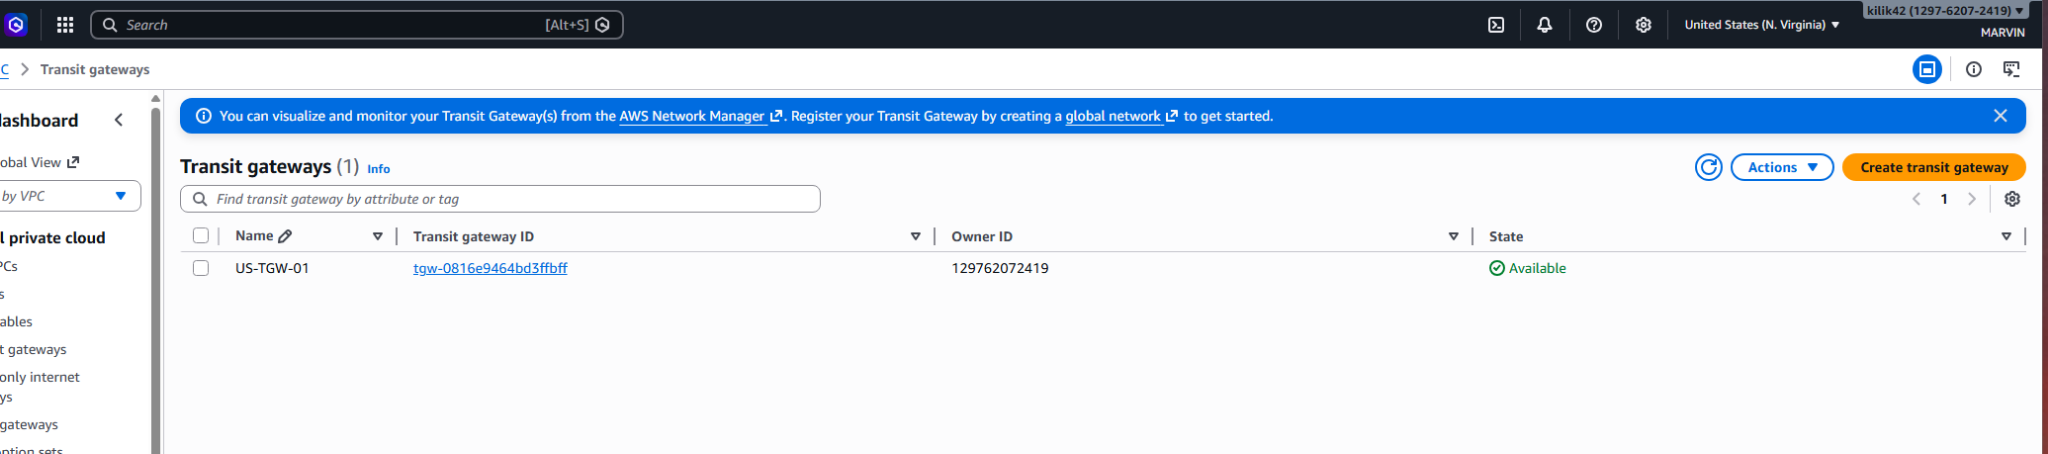 Search [Alt+S] United States (N. Virginia) kilik42 (1297-6207-2419)
MARVIN
C > Transit gateways
You can visualize and monitor your Transit Gateway(s) from the AWS Network Manager. Register your Transit Gateway by creating a global network to get started.
ashboard
obal View
by VPC
l private cloud
PCs
s
ables
t gateways
only internet
ys
gateways
option sets
Transit gateways (1) Info
Actions
Create transit gateway
Find transit gateway by attribute or tag
1
Name Transit gateway ID Owner ID State
US-TGW-01 tgw-0816e9464bd3ffbff 129762072419 Available